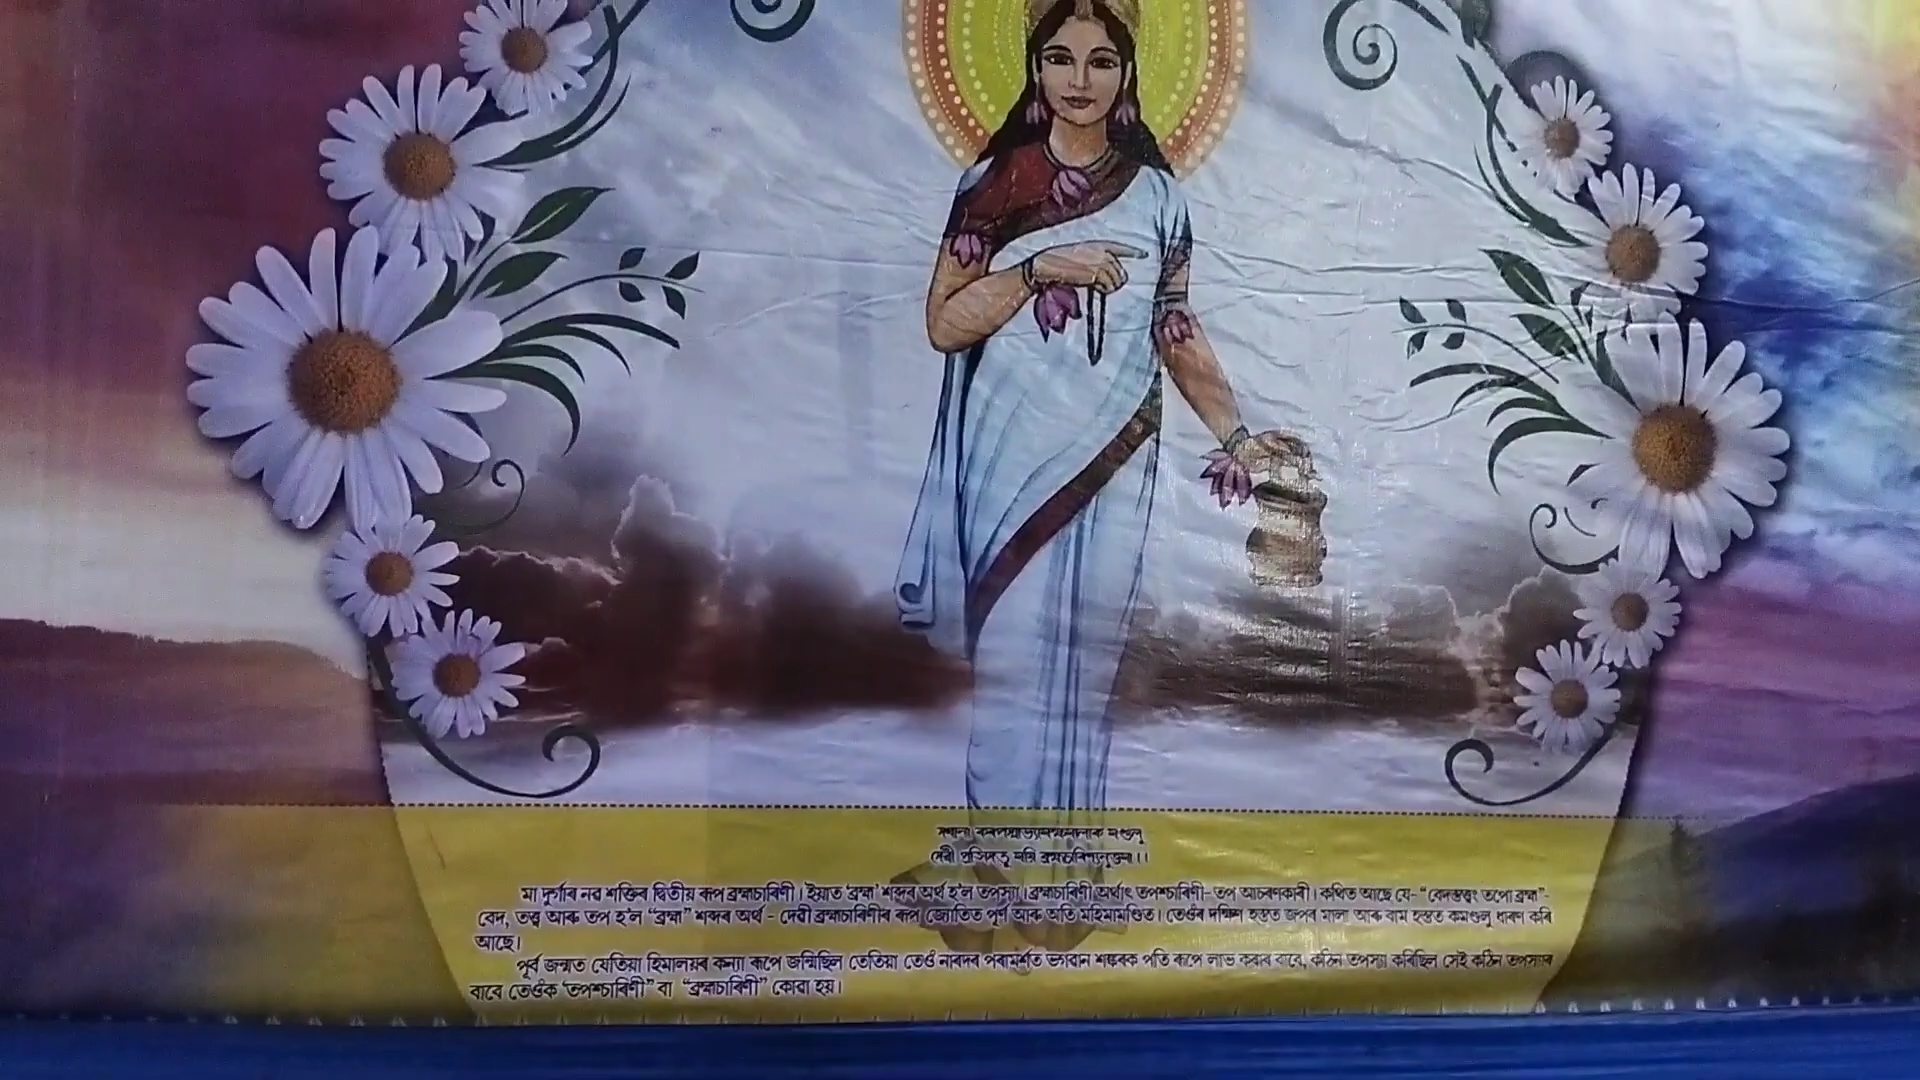 দধানা করপদ্মাভ্যামক্ষমালাক মণ্ডলু
দেৱী প্ৰসিদতু ময়ি ব্ৰহ্মচাৰিণ্যনুত্তমা।।
মা দুৰ্গাৰ নৱ শক্তিৰ দ্বিতীয় ৰূপ ব্ৰহ্মচাৰিণী। ইয়াত ‘ব্ৰহ্ম’ শব্দৰ অৰ্থ হ’ল তপস্যা। ব্ৰহ্মচাৰিণী অৰ্থাৎ তপশ্চাৰিণী- তপ আচৰণকাৰী। কথিত আছে যে- “বেদস্তত্ত্বং তপো ব্ৰহ্ম”-
বেদ, তত্ত্ব আৰু তপ হ’ল “ব্ৰহ্ম” শব্দৰ অৰ্থ - দেৱী ব্ৰহ্মচাৰিণীৰ ৰূপ জ্যোতিত পূৰ্ণ আৰু অতি মহিমামণ্ডিত। তেওঁৰ দক্ষিণ হস্তত জপৰ মালা আৰু বাম হস্তত কমণ্ডলু ধাৰণ কৰি
আছে।
পূৰ্ব জন্মত যেতিয়া হিমালয়ৰ কন্যা ৰূপে জন্মিছিল তেতিয়া তেওঁ নাৰদৰ পৰামৰ্শত ভগৱান শঙ্কৰক পতি ৰূপে লাভ কৰাৰ বাবে, কঠিন তপস্যা কৰিছিল সেই কঠিন তপস্যাৰ
বাবে তেওঁক ‘তপশ্চাৰিণী” বা “ব্ৰহ্মচাৰিণী” কোৱা হয়।